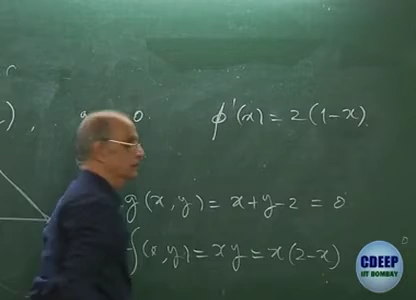 φ'(x) = 2(1-x).
g(x,y) = x+y-2 = 0
f(x,y) = xy = x(2-x)
CDEEP
IIT BOMBAY